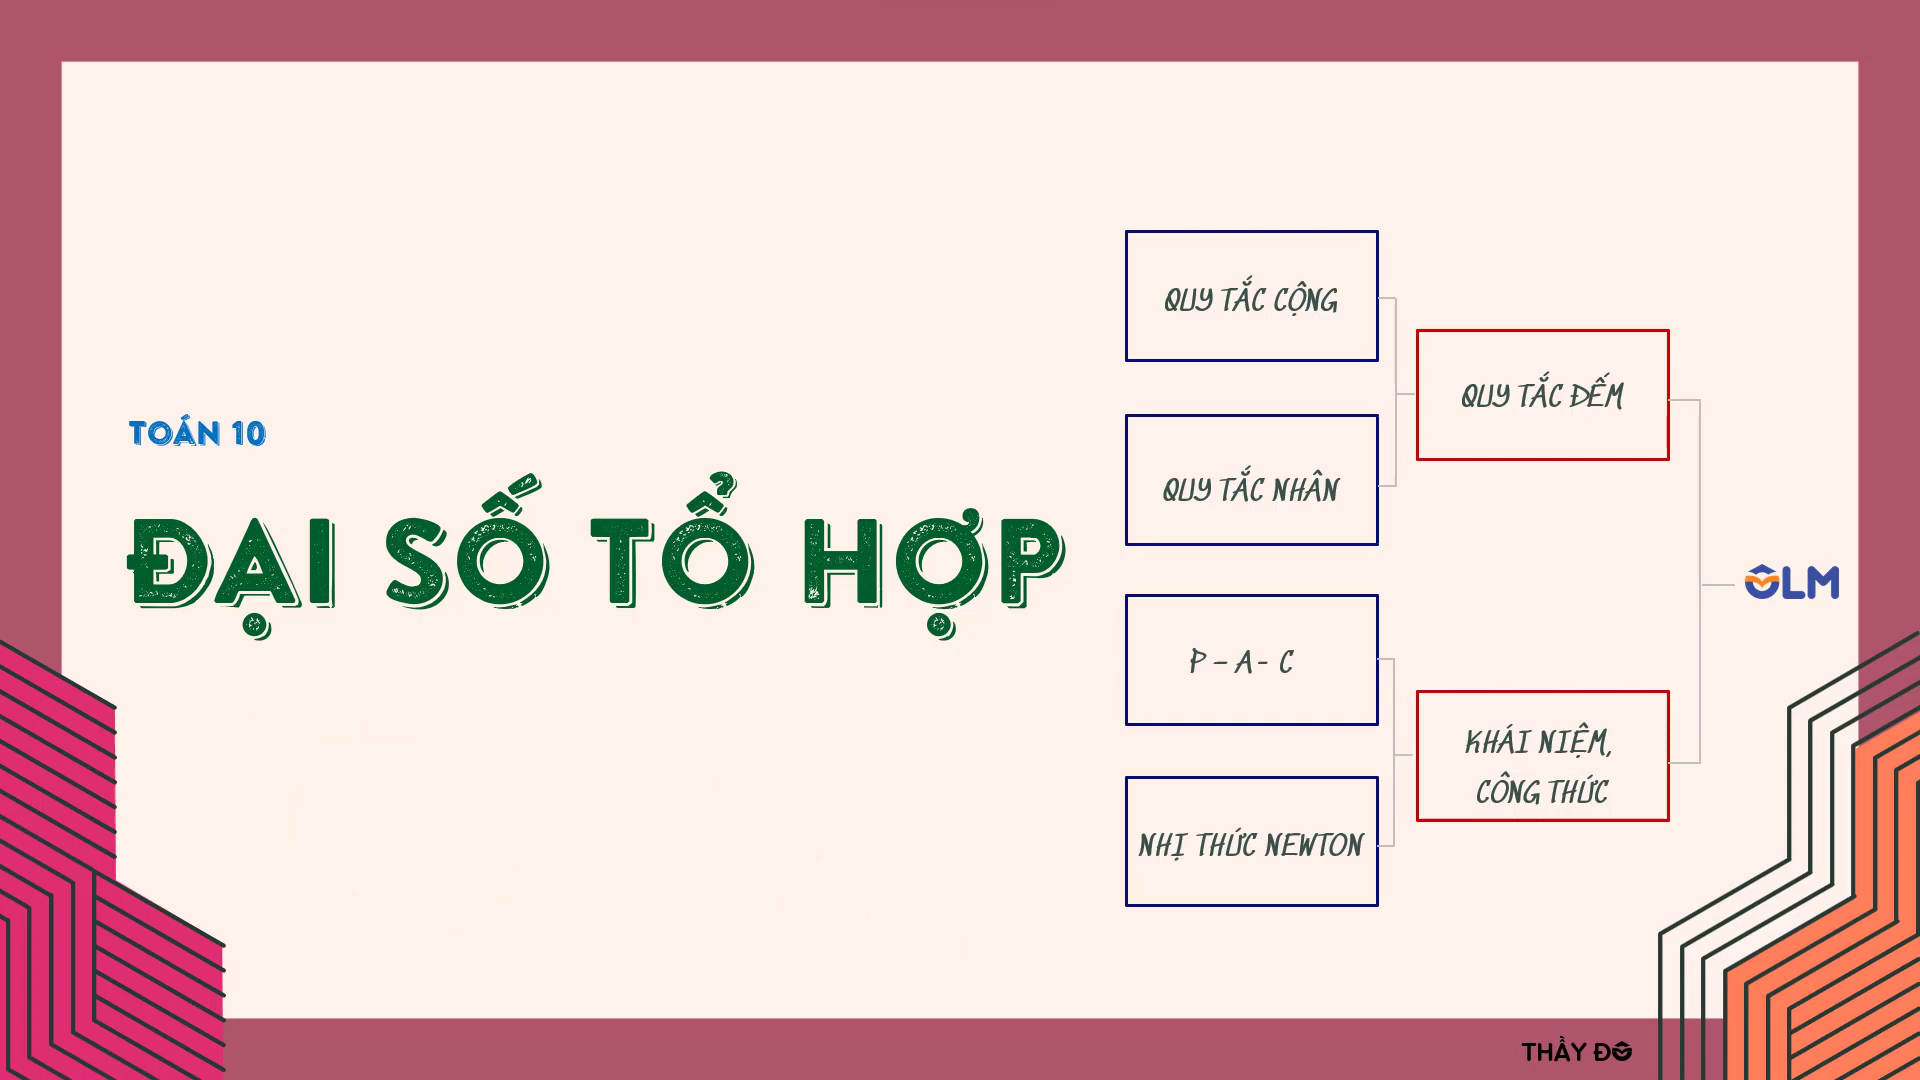 TOÁN 10
ĐẠI SỐ TỔ HỢP
QUY TẮC CỘNG
QUY TẮC NHÂN
P – A - C
NHỊ THỨC NEWTON
QUY TẮC ĐẾM
KHÁI NIỆM,
CÔNG THỨC
OLM
THẦY ĐÔ